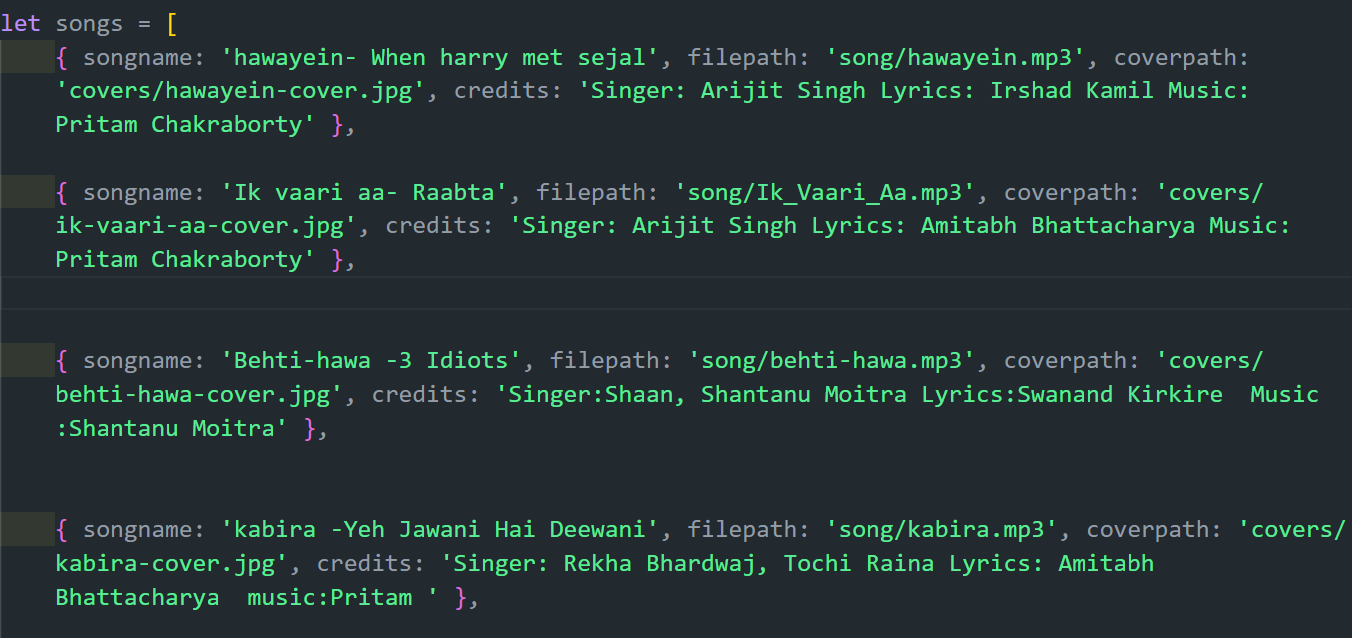 let songs = [
{ songname: 'hawayein- When harry met sejal', filepath: 'song/hawayein.mp3', coverpath:
'covers/hawayein-cover.jpg', credits: 'Singer: Arijit Singh Lyrics: Irshad Kamil Music:
Pritam Chakraborty' },
{ songname: 'Ik vaari aa- Raabta', filepath: 'song/Ik_Vaari_Aa.mp3', coverpath: 'covers/
ik-vaari-aa-cover.jpg', credits: 'Singer: Arijit Singh Lyrics: Amitabh Bhattacharya Music:
Pritam Chakraborty' },
{ songname: 'Behti-hawa -3 Idiots', filepath: 'song/behti-hawa.mp3', coverpath: 'covers/
behti-hawa-cover.jpg', credits: 'Singer:Shaan, Shantanu Moitra Lyrics:Swanand Kirkire  Music
:Shantanu Moitra' },
{ songname: 'kabira -Yeh Jawani Hai Deewani', filepath: 'song/kabira.mp3', coverpath: 'covers/
kabira-cover.jpg', credits: 'Singer: Rekha Bhardwaj, Tochi Raina Lyrics: Amitabh
Bhattacharya  music:Pritam ' },